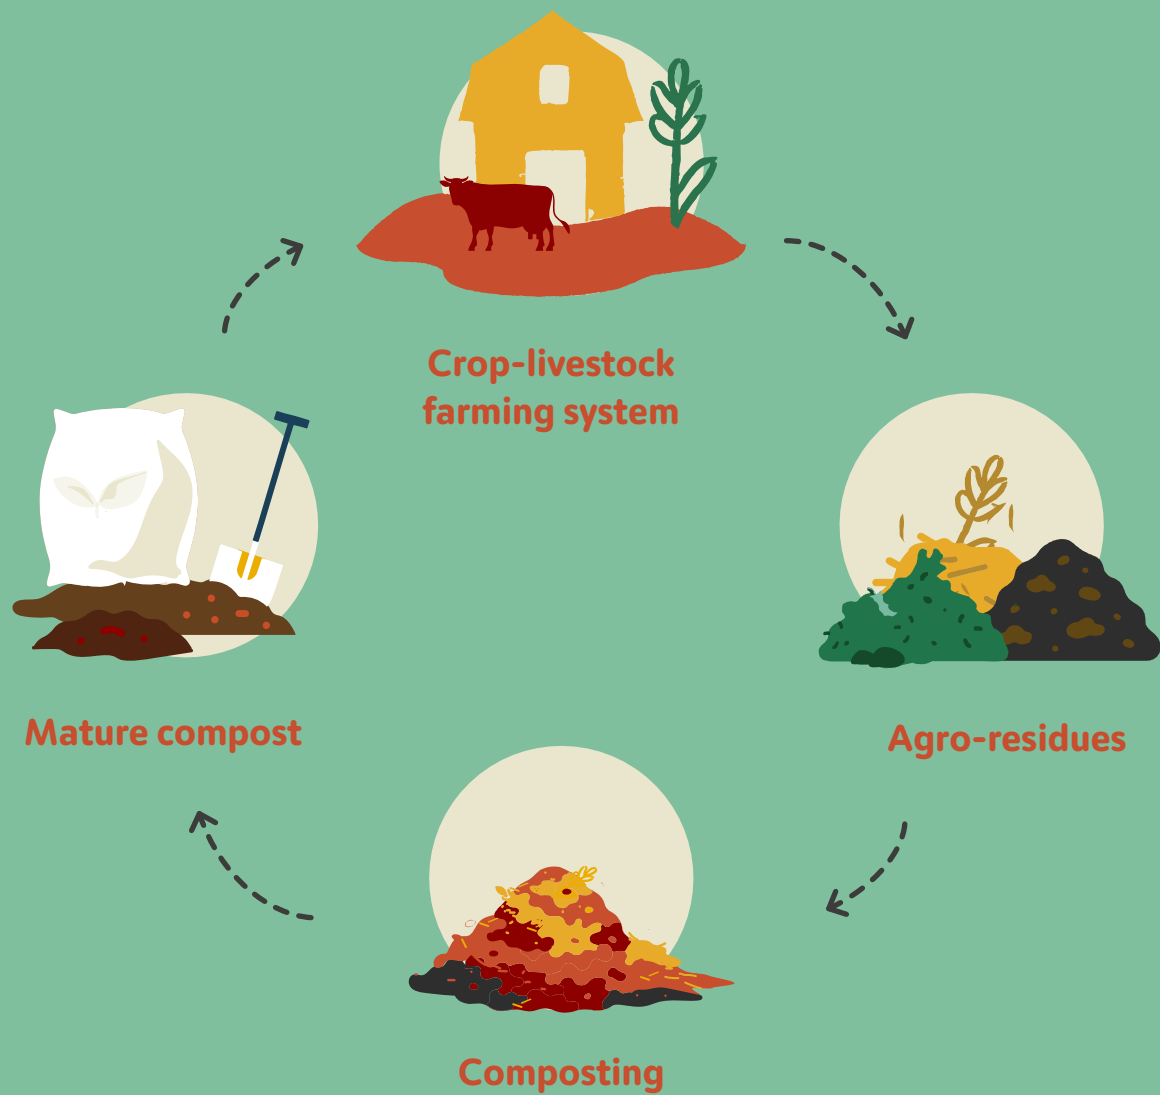 Crop-livestock
farming system
Mature compost
Agro-residues
Composting